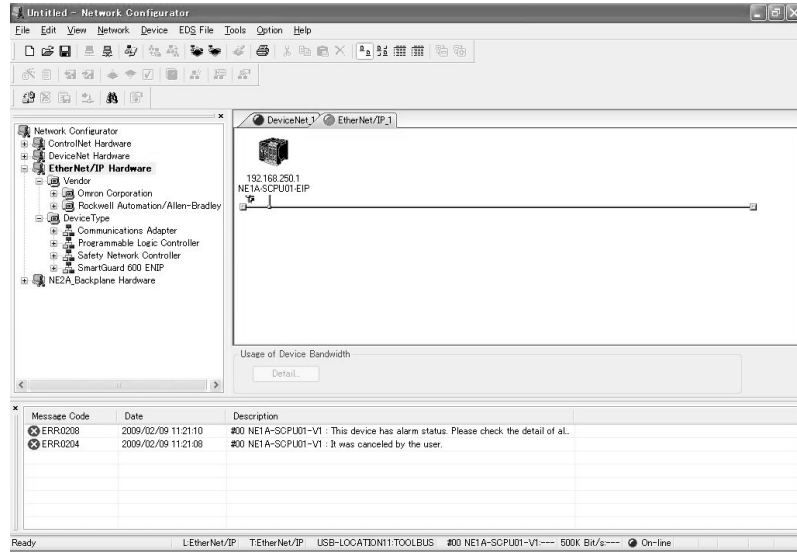 Untitled - Network Configurator
File Edit View Network Device EDS File Tools Option Help
Network Configurator
ControlNet Hardware
DeviceNet Hardware
EtherNet/IP Hardware
Vendor
Omron Corporation
Rockwell Automation/Allen-Bradley
DeviceType
Communications Adapter
Programmable Logic Controller
Safety Network Controller
SmartGuard 600 ENIP
NE2A_Backplane Hardware
DeviceNet_1 EtherNet/IP_1
192.168.250.1
NE1A-SCPU01-EIP
Usage of Device Bandwidth
Detail...
Message Code Date Description
ERR0208 2009/02/09 11:21:10 #00 NE1A-SCPU01-V1 : This device has alarm status. Please check the detail of al...
ERR0204 2009/02/09 11:21:08 #00 NE1A-SCPU01-V1 : It was canceled by the user.
Ready L:EtherNet/IP T:EtherNet/IP USB-LOCATION11:TOOLBUS #00 NE1A-SCPU01-V1:--- 500K Bit/s:--- On-line